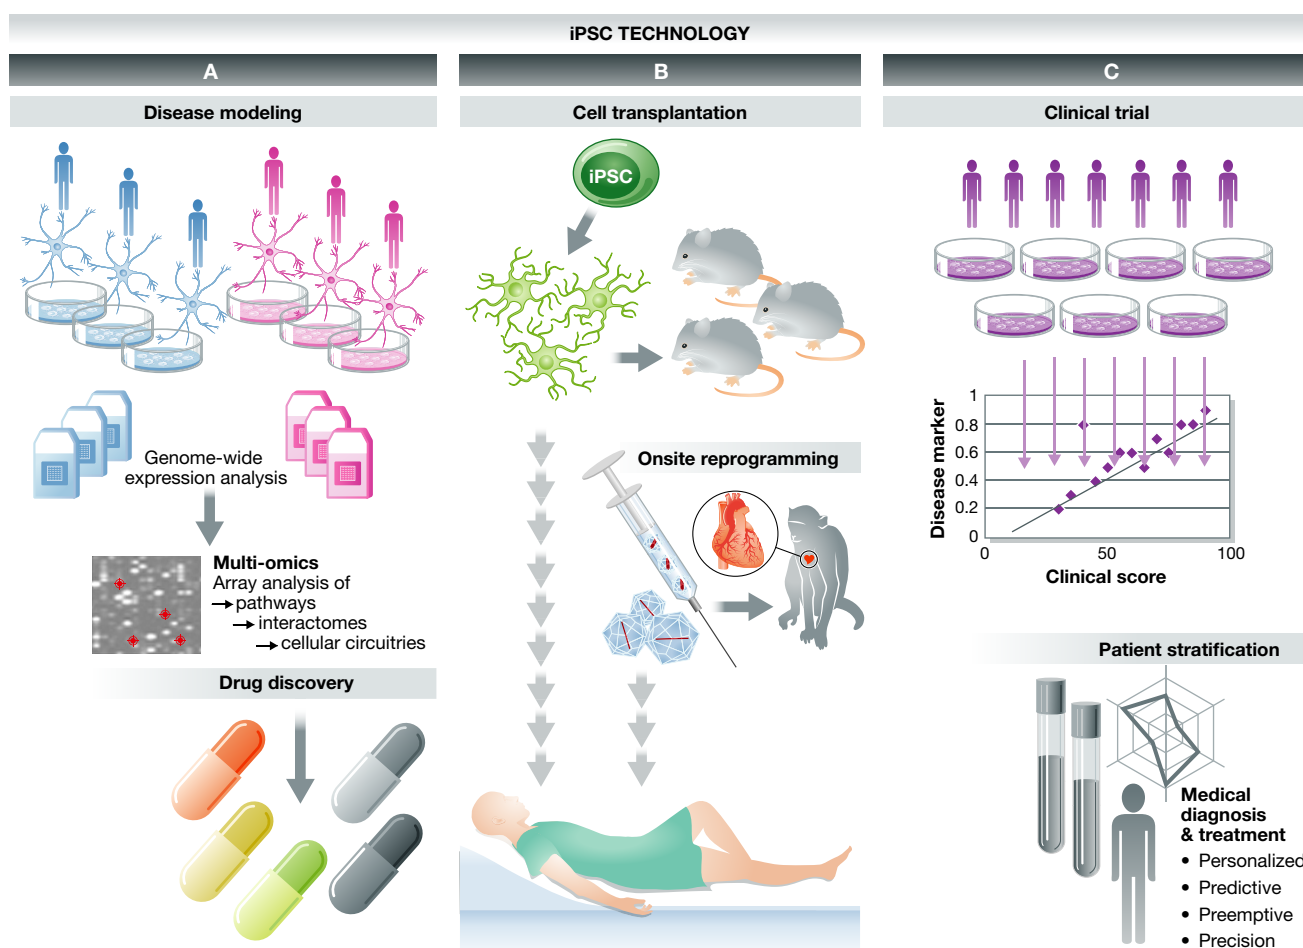 iPSC TECHNOLOGY
A
Disease modeling
Genome-wide
expression analysis
Multi-omics
Array analysis of
pathways
interactomes
cellular circuitries
Drug discovery
B
Cell transplantation
iPSC
Onsite reprogramming
C
Clinical trial
Disease marker
1
0.8
0.6
0.4
0.2
0
0
50
100
Clinical score
Patient stratification
Medical
diagnosis
& treatment
• Personalized
• Predictive
• Preemptive
• Precision